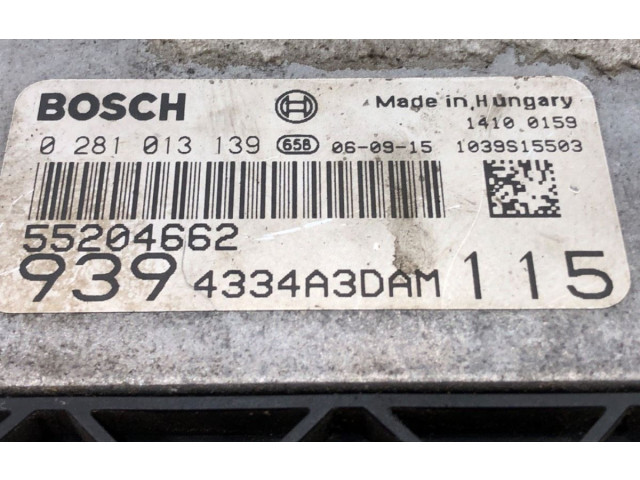 BOSCH Made in Hungary
1410 0159
0 281 013 139 658 06-09-15 1039S15503
55204662
939 4334A3DAM 115